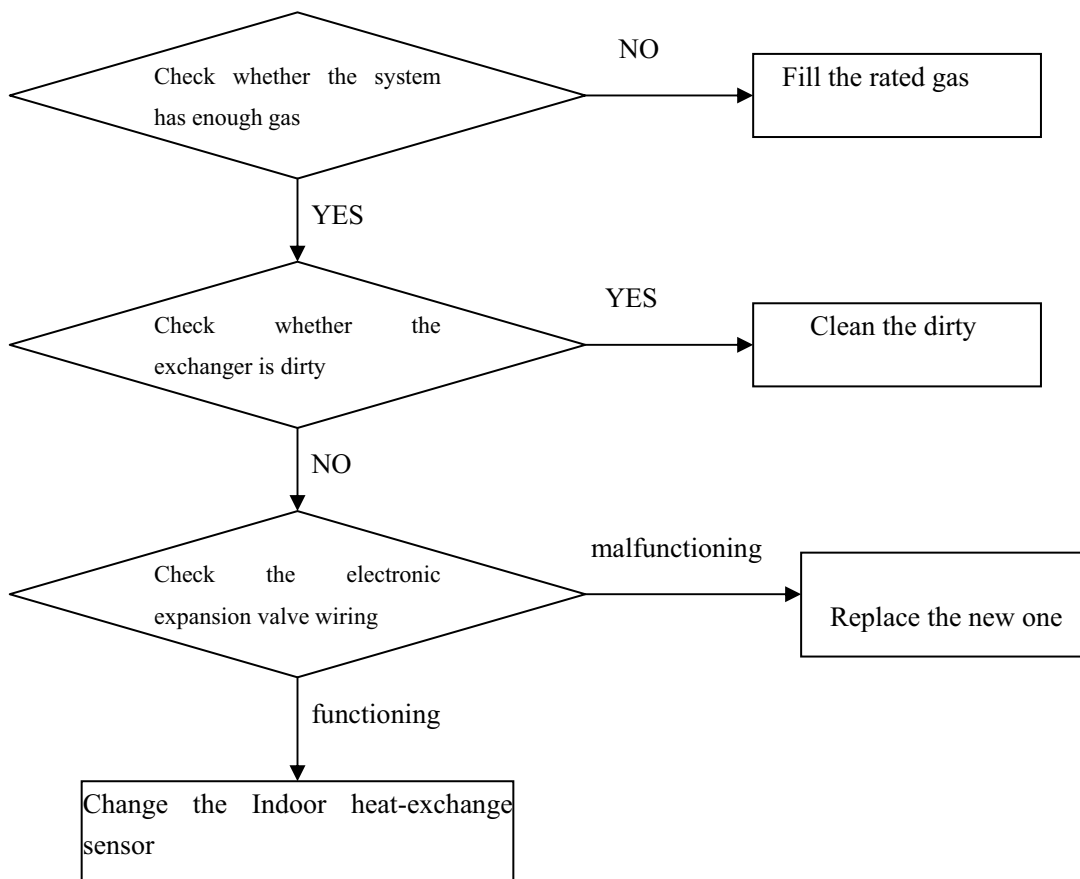 NO
Check whether the system
has enough gas
Fill the rated gas
YES
YES
Check whether the
exchanger is dirty
Clean the dirty
NO
malfunctioning
Check the electronic
expansion valve wiring
Replace the new one
functioning
Change the Indoor heat-exchange
sensor